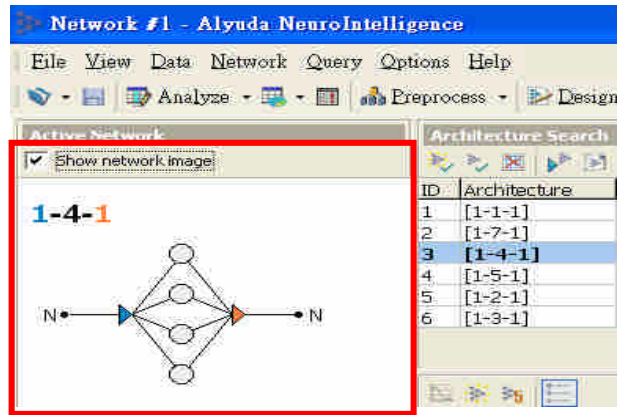 Network #1 - Alyuda NeuroIntelligence
File View Data Network Query Options Help
Analyze Preprocess Design
Active Network
Architecture Search
Show network image
ID Architecture
1 [1-1-1]
2 [1-7-1]
3 [1-4-1]
4 [1-5-1]
5 [1-2-1]
6 [1-3-1]
1-4-1
N N